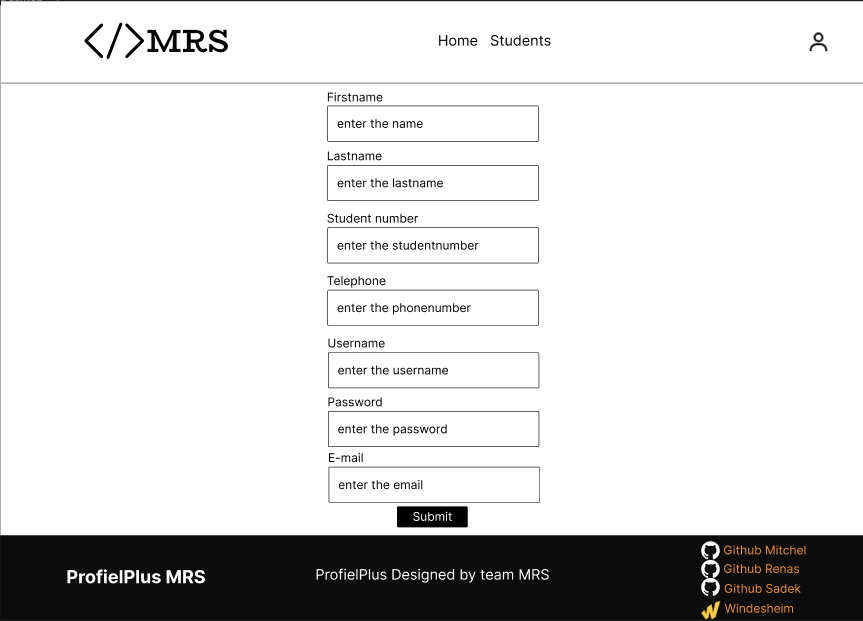 </>MRS
Home Students
Firstname
enter the name
Lastname
enter the lastname
Student number
enter the studentnumber
Telephone
enter the phonenumber
Username
enter the username
Password
enter the password
E-mail
enter the email
Submit
ProfielPlus MRS
ProfielPlus Designed by team MRS
Github Mitchel
Github Renas
Github Sadek
Windesheim